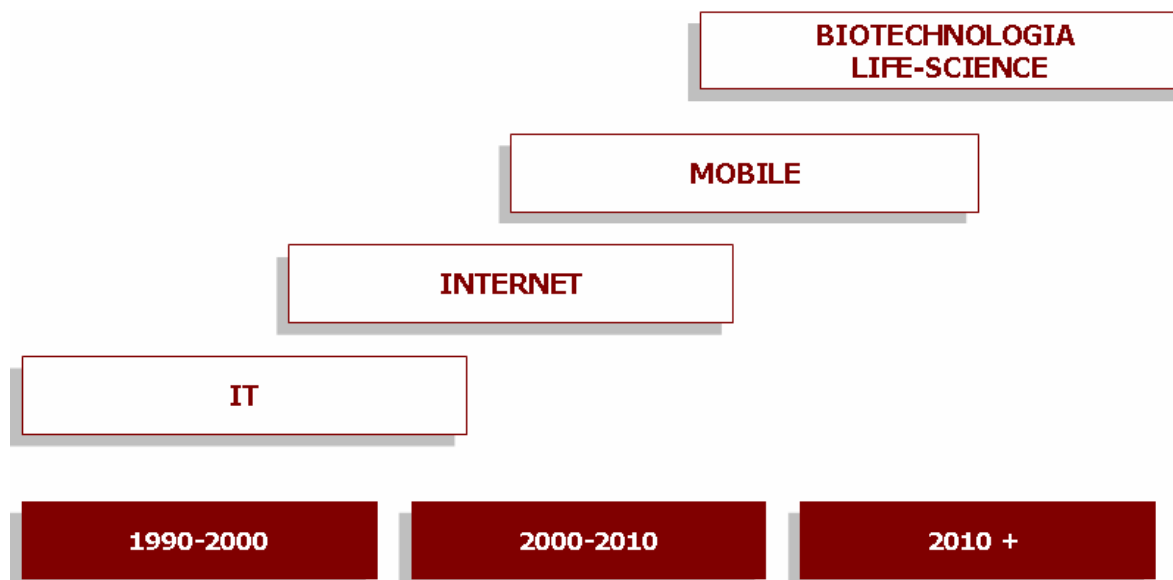 BIOTECHNOLOGIA
LIFE-SCIENCE
MOBILE
INTERNET
IT
1990-2000
2000-2010
2010 +